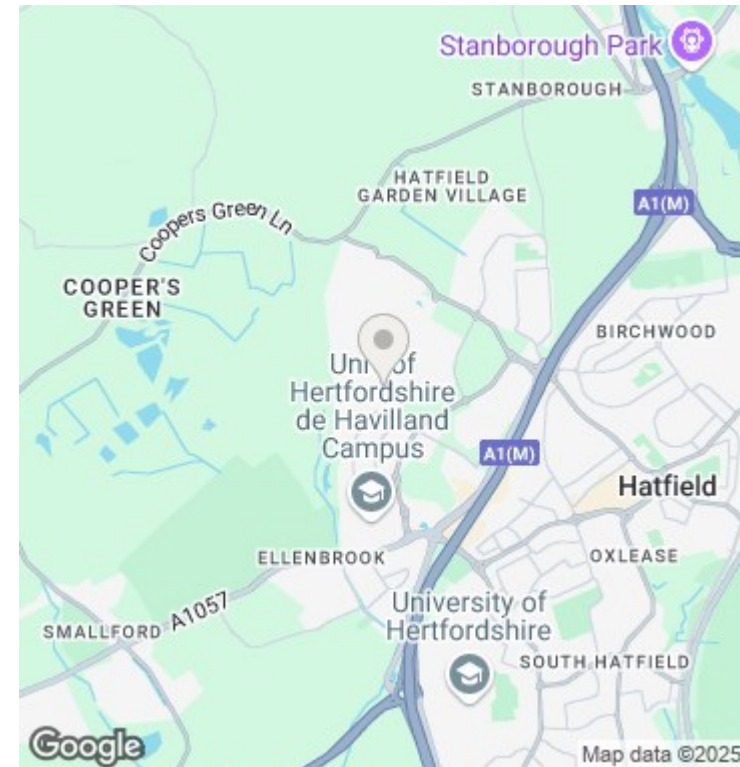 Stanborough Park
STANBOROUGH
HATFIELD
GARDEN VILLAGE
A1(M)
Coopers Green Ln
COOPER'S
GREEN
BIRCHWOOD
Uni of
Hertfordshire
de Havilland
Campus
A1(M)
Hatfield
ELLENBROOK
OXLEASE
A1057
University of
Hertfordshire
SMALLFORD
SOUTH HATFIELD
Google
Map data ©2025